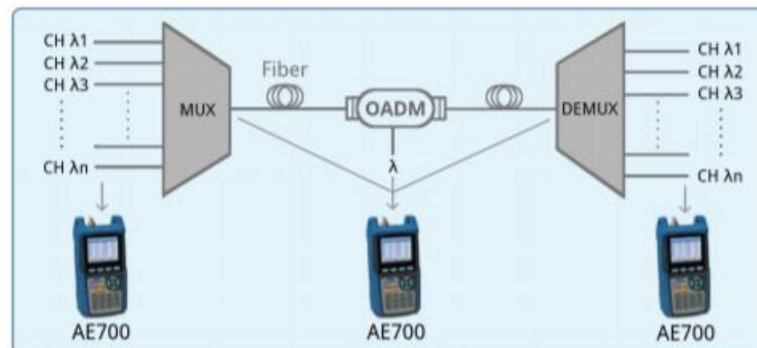 CH λ1
CH λ2
CH λ3
CH λn
MUX
Fiber
OADM
λ
DEMUX
CH λ1
CH λ2
CH λ3
CH λn
AE700
AE700
AE700